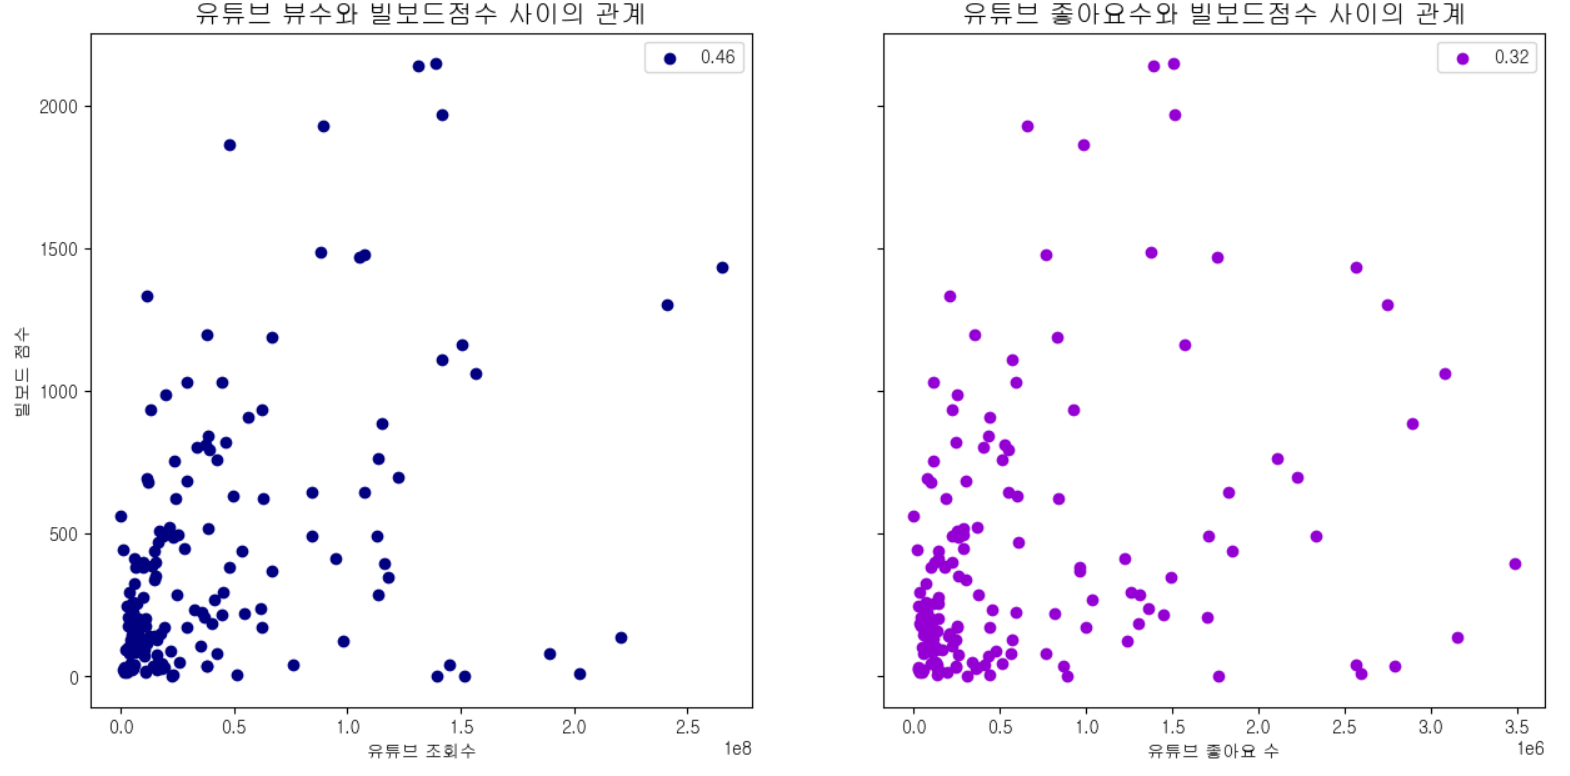 유튜브 뷰수와 빌보드점수 사이의 관계
0.46
2000
1500
1000
500
0
빌보드 점수
0.0 0.5 1.0 1.5 2.0 2.5
1e8
유튜브 조회수
유튜브 좋아요수와 빌보드점수 사이의 관계
0.32
0.0 0.5 1.0 1.5 2.0 2.5 3.0 3.5
1e6
유튜브 좋아요 수